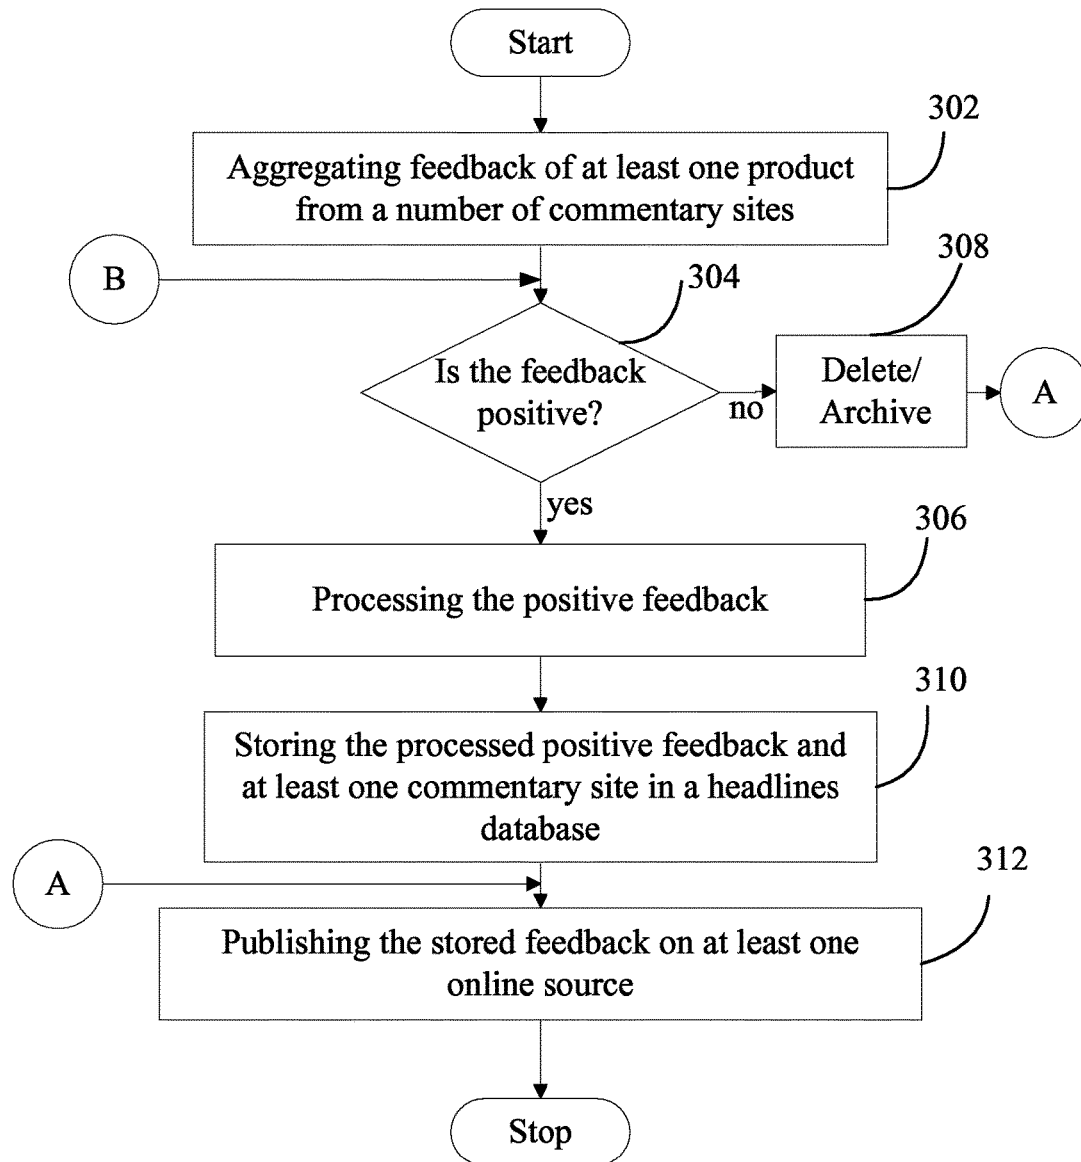 Start
302
Aggregating feedback of at least one product
from a number of commentary sites
B
304
308
Is the feedback
positive?
no
Delete/
Archive
A
yes
306
Processing the positive feedback
310
Storing the processed positive feedback and
at least one commentary site in a headlines
database
A
312
Publishing the stored feedback on at least one
online source
Stop